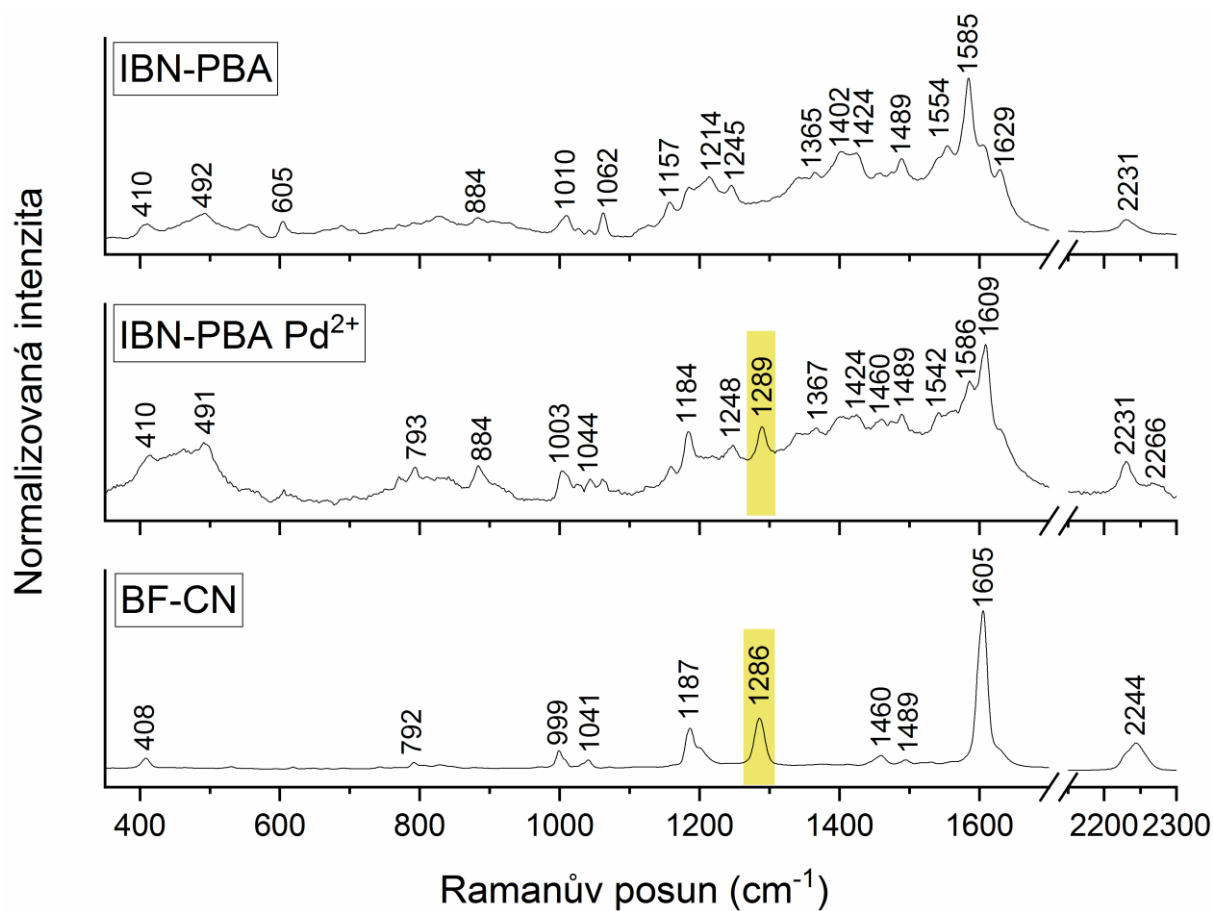 Normalizovaná intenzita
IBN-PBA
410 492 605 884 1010 1062 1157 1214 1245 1365 1402 1424 1489 1554 1585 1629 2231
IBN-PBA Pd²⁺
410 491 793 884 1003 1044 1184 1248 1289 1367 1424 1460 1489 1542 1586 1609 2231 2266
BF-CN
408 792 999 1041 1187 1286 1460 1489 1605 2244
400 600 800 1000 1200 1400 1600 2200 2300
Ramanův posun (cm⁻¹)